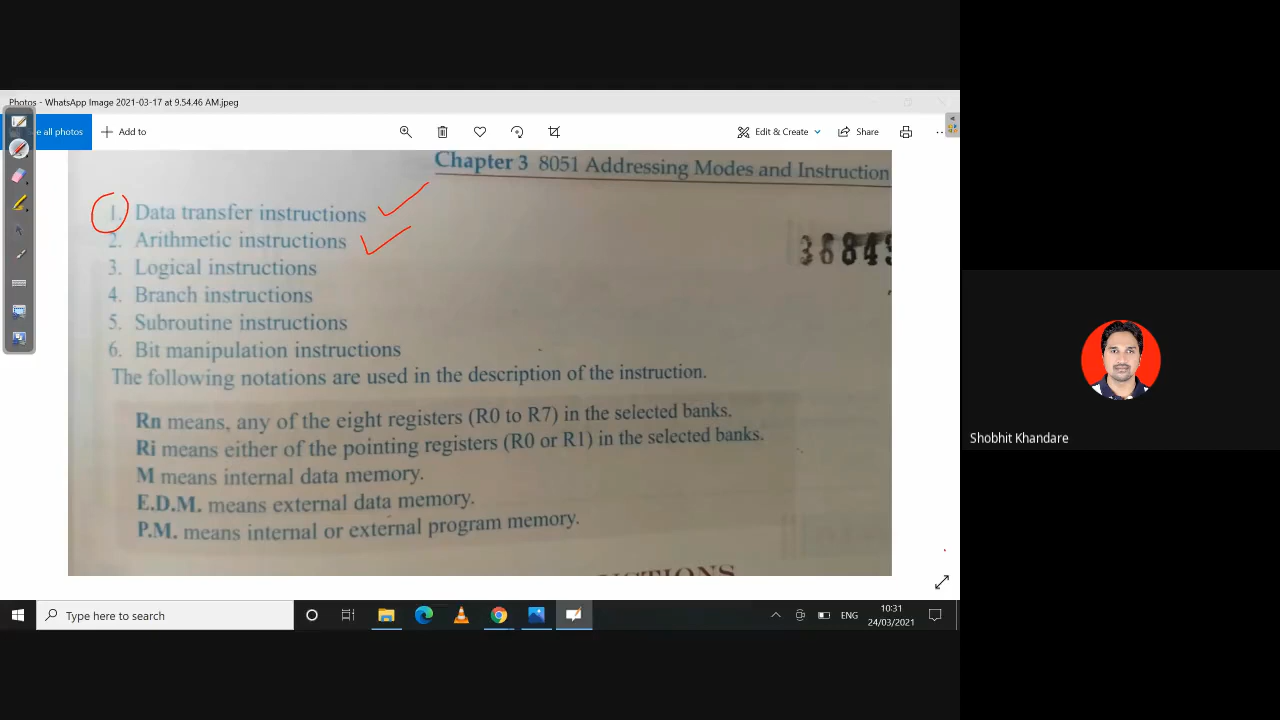 Photos - WhatsApp Image 2021-03-17 at 9.54.46 AM.jpeg
all photos
Add to
Edit & Create
Share
Chapter 3 8051 Addressing Modes and Instruction
1. Data transfer instructions
2. Arithmetic instructions
3. Logical instructions
4. Branch instructions
5. Subroutine instructions
6. Bit manipulation instructions
The following notations are used in the description of the instruction.
Rn means, any of the eight registers (R0 to R7) in the selected banks.
Ri means either of the pointing registers (R0 or R1) in the selected banks.
M means internal data memory.
E.D.M. means external data memory.
P.M. means internal or external program memory.
Shobhit Khandare
Type here to search
ENG
10:31
24/03/2021